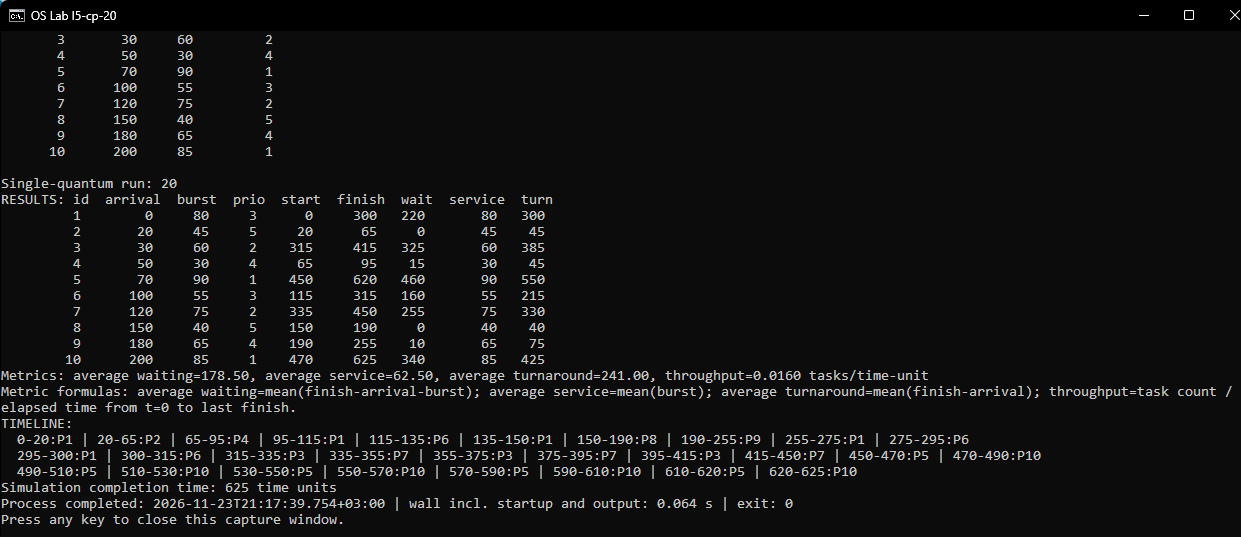 OS Lab I5-cp-20
3 30 60 2
4 50 30 4
5 70 90 1
6 100 55 3
7 120 75 2
8 150 40 5
9 180 65 4
10 200 85 1
Single-quantum run: 20
RESULTS: id arrival burst prio start finish wait service turn
1 0 80 3 0 300 220 80 300
2 20 45 5 20 65 0 45 45
3 30 60 2 315 415 325 60 385
4 50 30 4 65 95 15 30 45
5 70 90 1 450 620 460 90 550
6 100 55 3 115 315 160 55 215
7 120 75 2 335 450 255 75 330
8 150 40 5 150 190 0 40 40
9 180 65 4 190 255 10 65 75
10 200 85 1 470 625 340 85 425
Metrics: average waiting=178.50, average service=62.50, average turnaround=241.00, throughput=0.0160 tasks/time-unit
Metric formulas: average waiting=mean(finish-arrival-burst); average service=mean(burst); average turnaround=mean(finish-arrival); throughput=task count /
elapsed time from t=0 to last finish.
TIMELINE:
0-20:P1 | 20-65:P2 | 65-95:P4 | 95-115:P1 | 115-135:P6 | 135-150:P1 | 150-190:P8 | 190-255:P9 | 255-275:P1 | 275-295:P6
295-300:P1 | 300-315:P6 | 315-335:P3 | 335-355:P7 | 355-375:P3 | 375-395:P7 | 395-415:P3 | 415-450:P7 | 450-470:P5 | 470-490:P10
490-510:P5 | 510-530:P10 | 530-550:P5 | 550-570:P10 | 570-590:P5 | 590-610:P10 | 610-620:P5 | 620-625:P10
Simulation completion time: 625 time units
Process completed: 2026-11-23T21:17:39.754+03:00 | wall incl. startup and output: 0.064 s | exit: 0
Press any key to close this capture window.